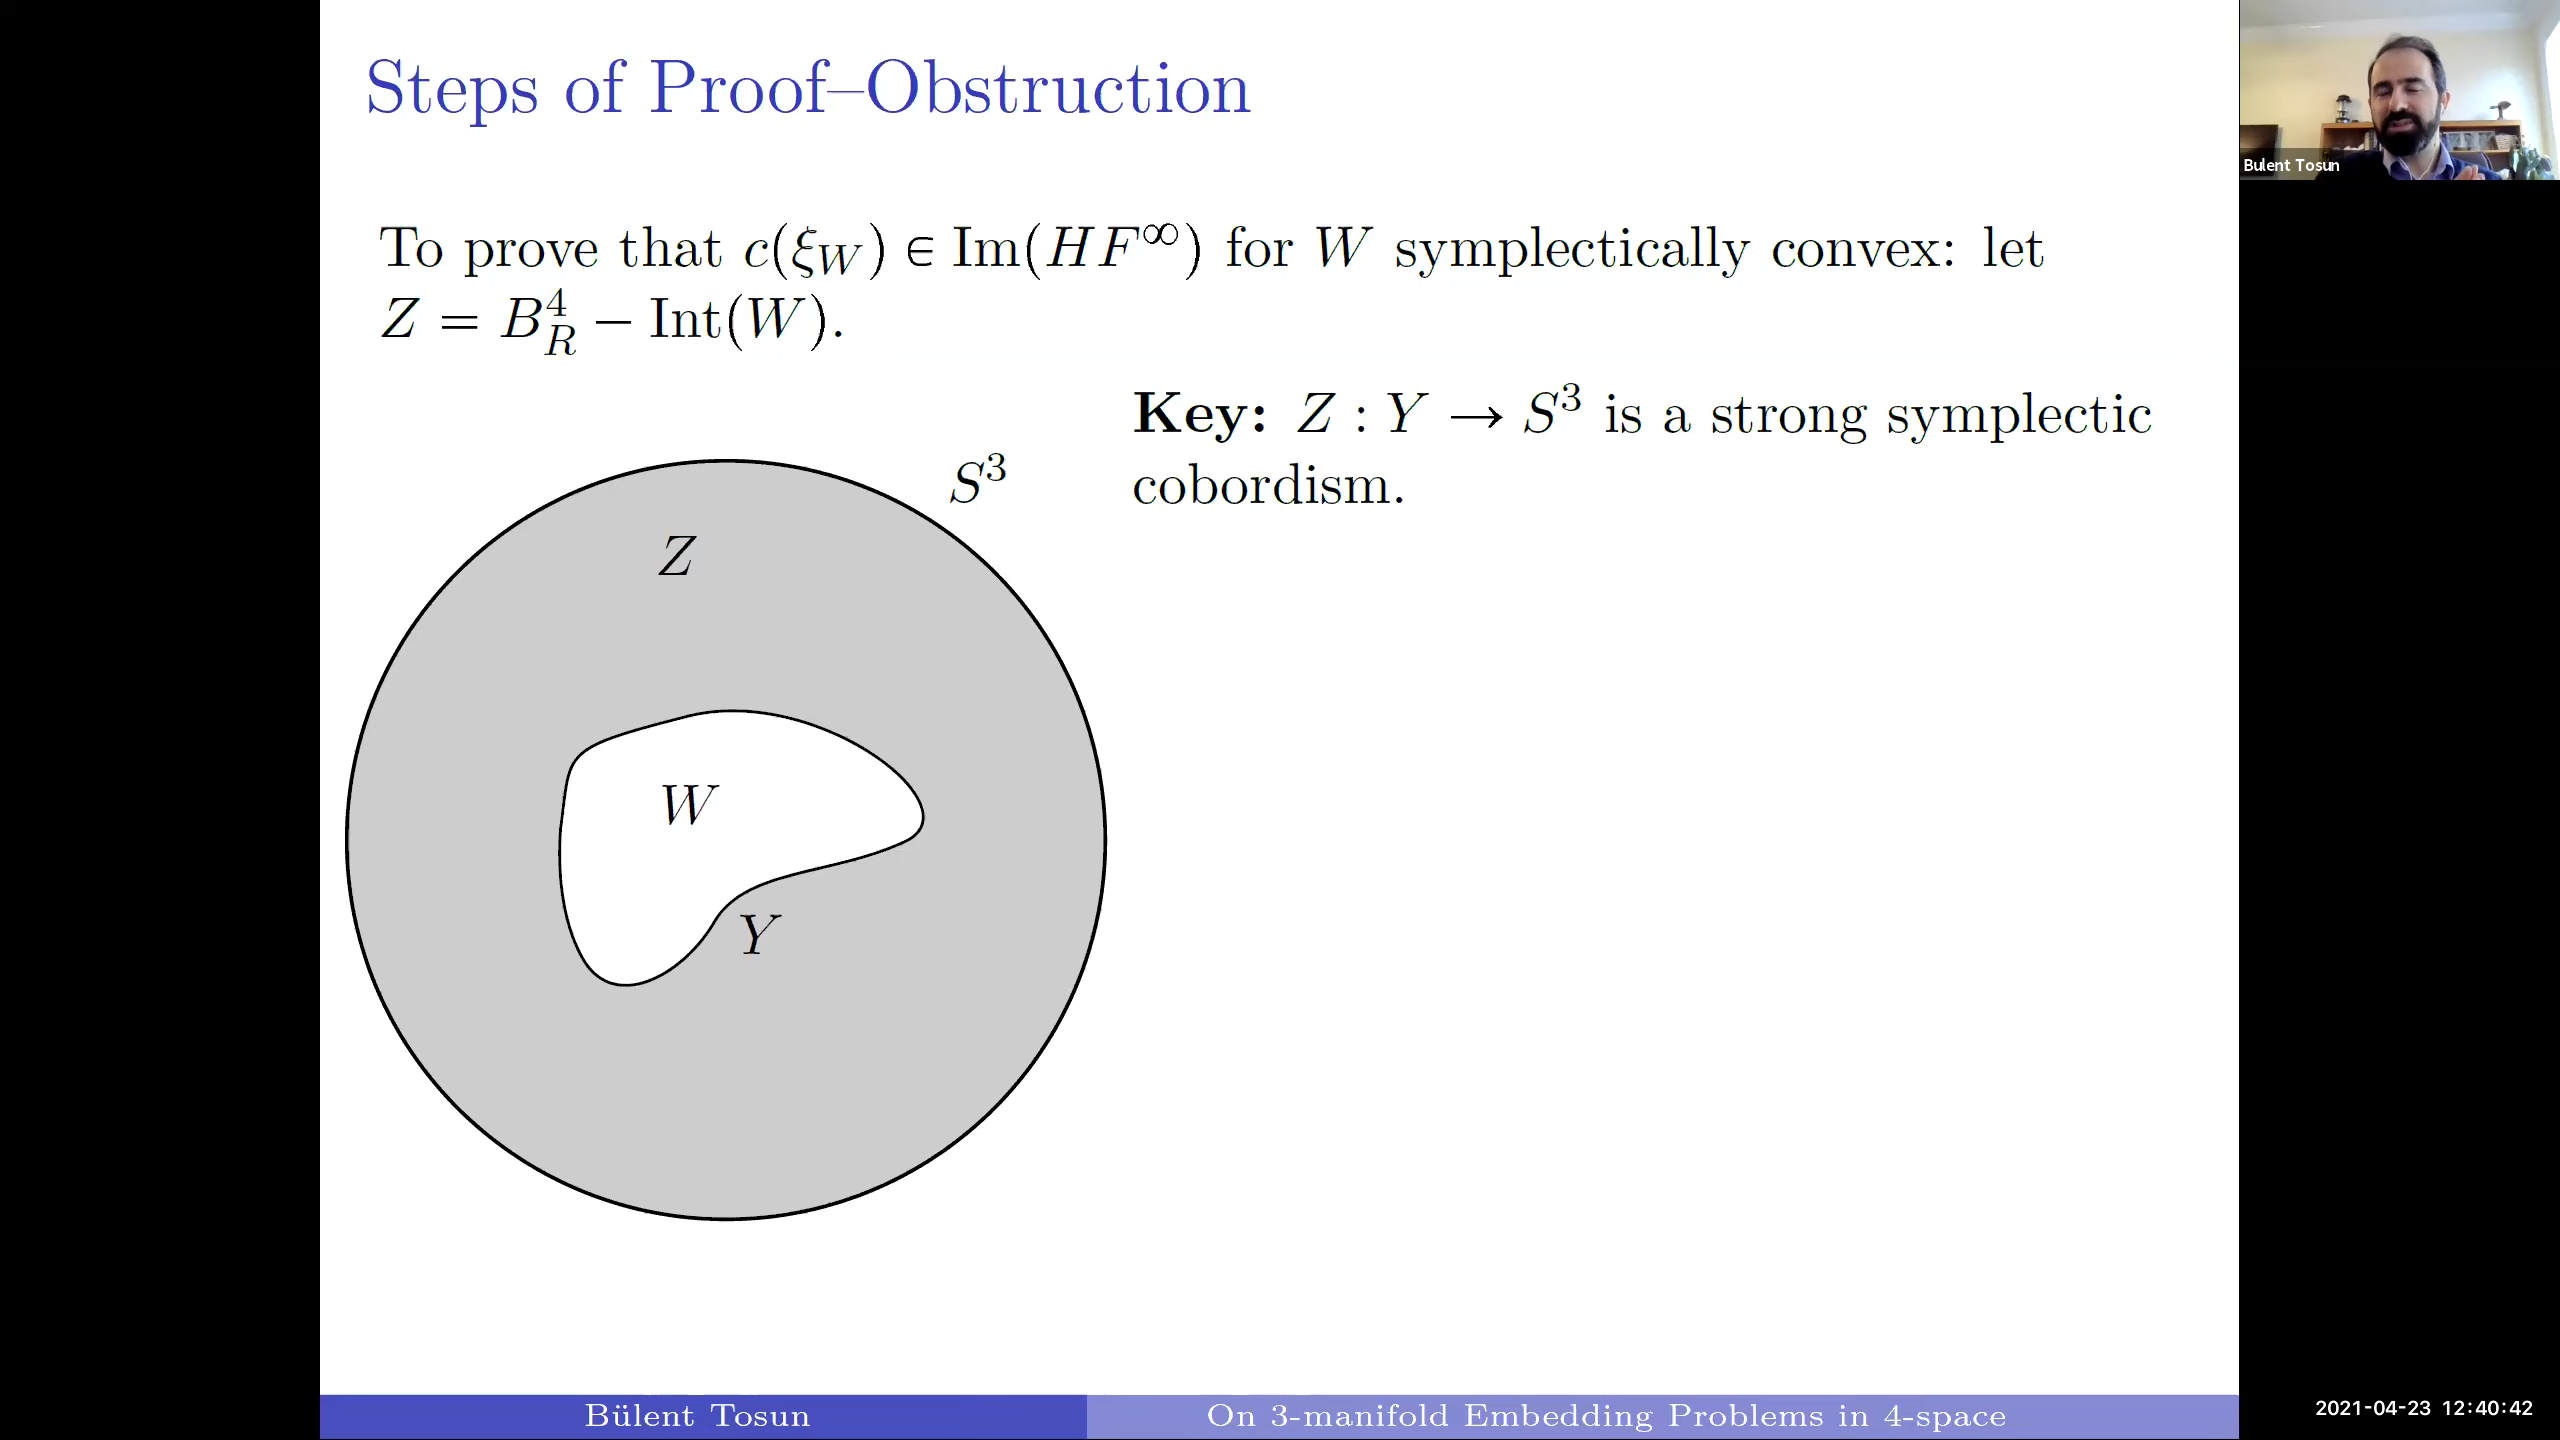 Steps of Proof–Obstruction
Bulent Tosun
To prove that c(ξ_W) ∈ Im(HF^∞) for W symplectically convex: let
Z = B^4_R − Int(W).
Key: Z : Y → S^3 is a strong symplectic
cobordism.
S^3
Z
W
Y
Bülent Tosun
On 3-manifold Embedding Problems in 4-space
2021-04-23 12:40:42